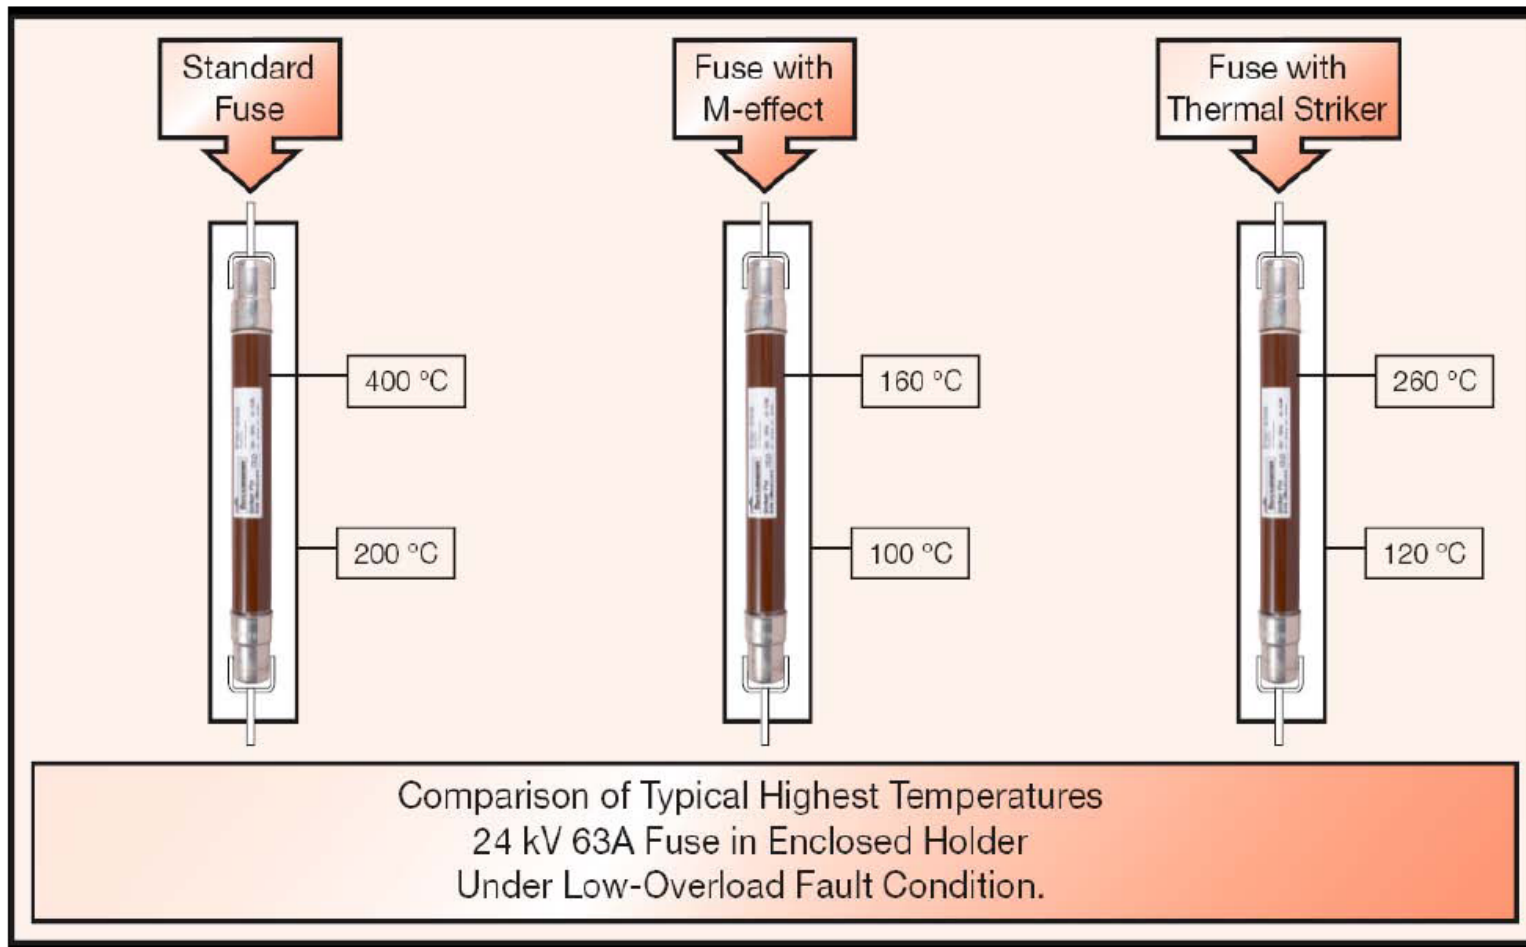 Standard
Fuse
Fuse with
M-effect
Fuse with
Thermal Striker
400 °C
160 °C
260 °C
200 °C
100 °C
120 °C
Comparison of Typical Highest Temperatures
24 kV 63A Fuse in Enclosed Holder
Under Low-Overload Fault Condition.